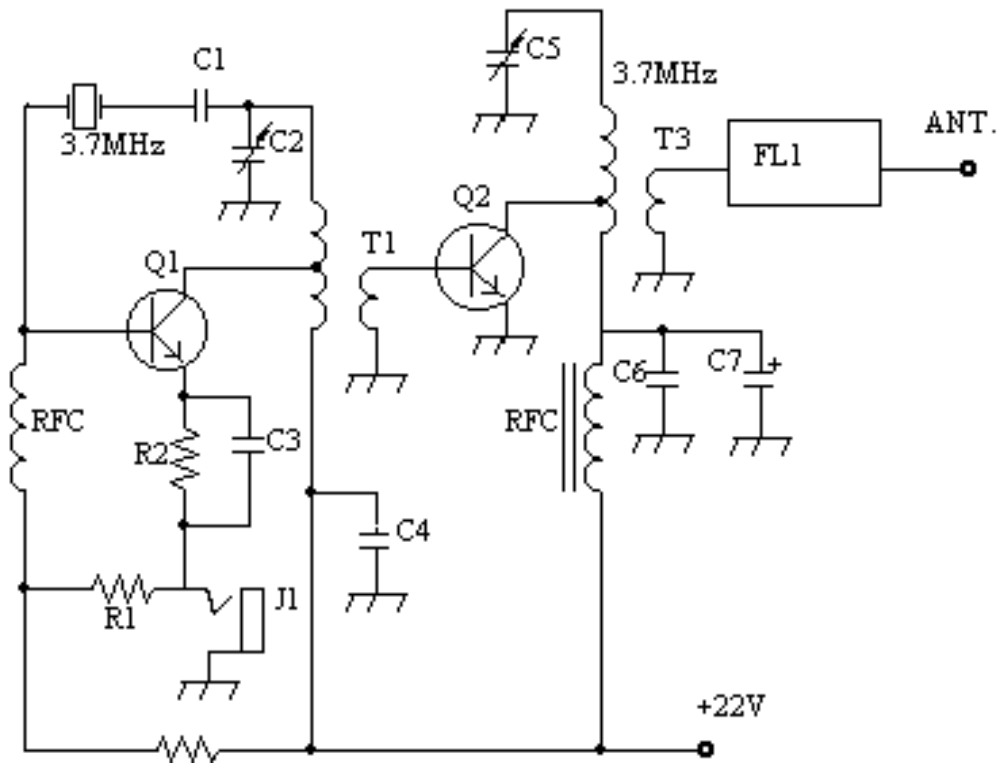 C1
C5
3.7MHz
3.7MHz
C2
T3
FL1
ANT.
Q2
Q1
T1
RFC
R2
C3
RFC
C6
C7
+
C4
R1
J1
+22V